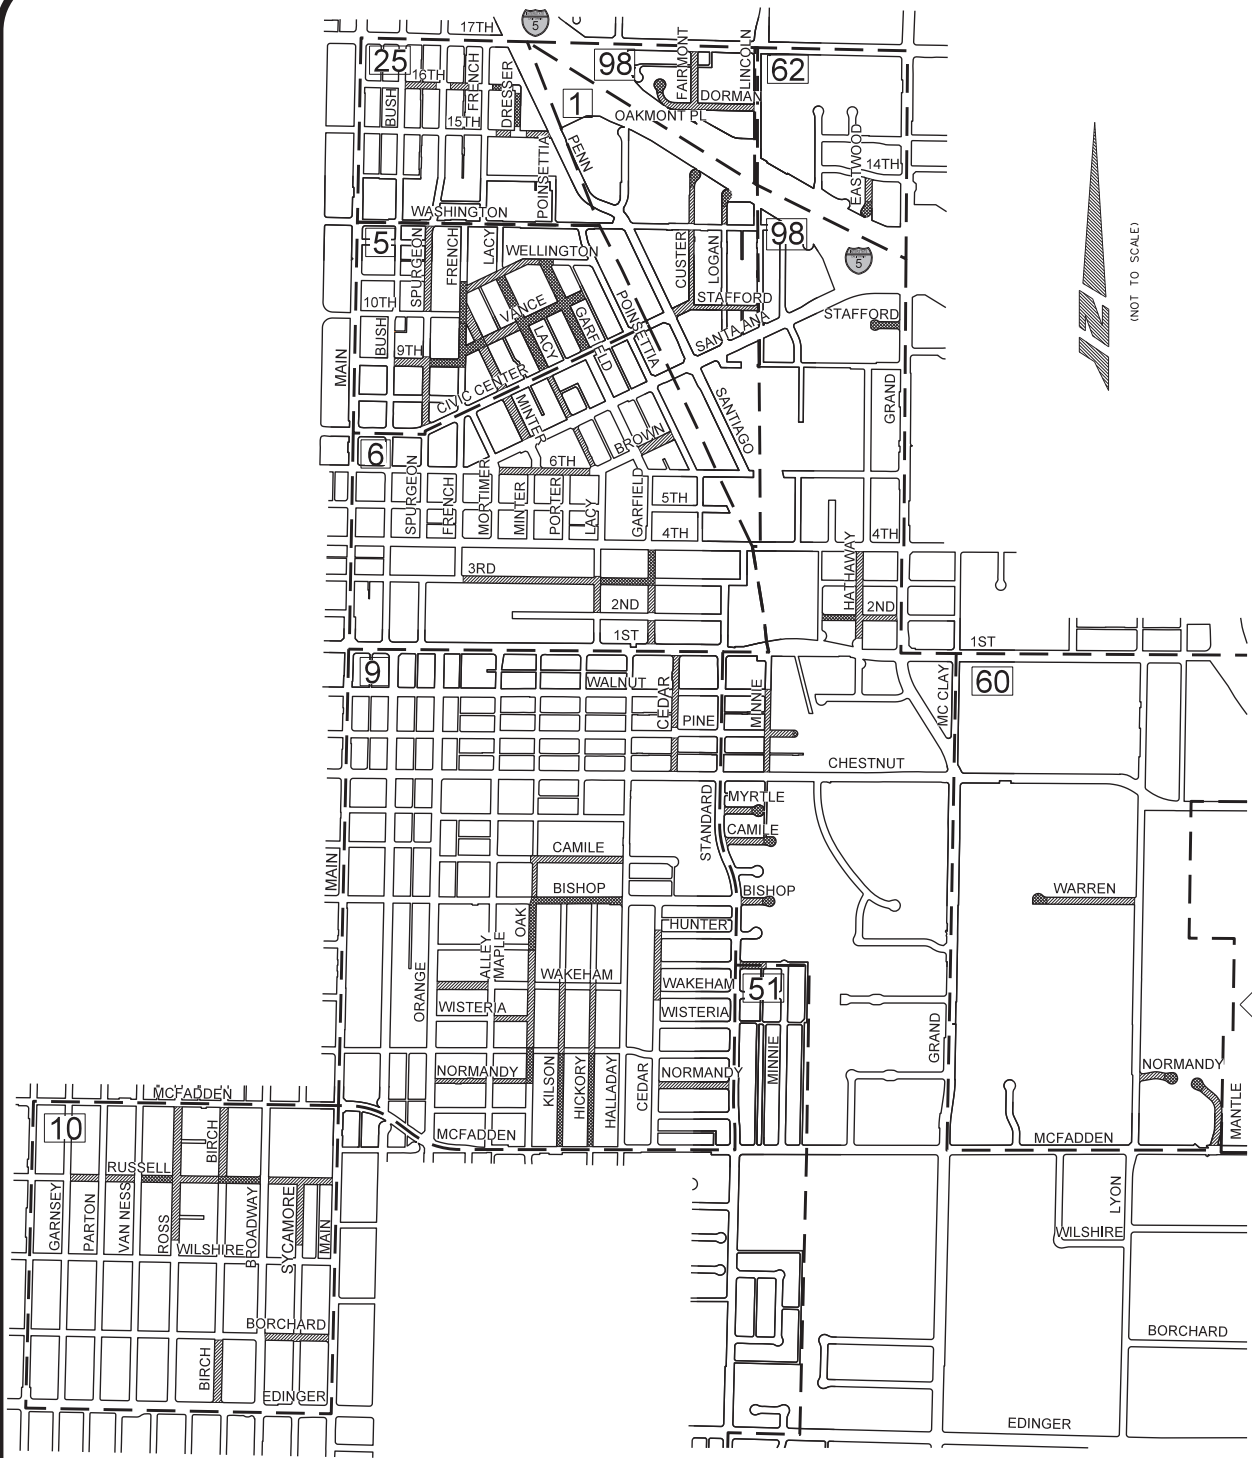 17TH
5
25
98
62
16TH
FRENCH
DRESSER
FAIRMONT
LINCOLN
BUSH
15TH
1
DORMAN
OAKMONT PL
PENN
POINSETTIA
EASTWOOD
14TH
WASHINGTON
5
SPURGEON
FRENCH
LACY
WELLINGTON
CUSTER
LOGAN
98
5
(NOT TO SCALE)
N
10TH
VANCE
GARFIELD
POINSETTIA
STAFFORD
STAFFORD
BUSH
9TH
LACY
SANTA ANA
MAIN
CIVIC CENTER
MINTER
SANTIAGO
GRAND
BROWN
6
SPURGEON
FRENCH
MORTIMER
6TH
MINTER
PORTER
LACY
GARFIELD
5TH
4TH
HATHAWAY
4TH
3RD
2ND
2ND
1ST
1ST
9
WALNUT
CEDAR
PINE
MINNIE
MC CLAY
60
CHESTNUT
STANDARD
MYRTLE
CAMILE
CAMILE
MAIN
BISHOP
BISHOP
WARREN
OAK
HUNTER
ALLEY
MAPLE
ORANGE
WAKEHAM
WAKEHAM
51
WISTERIA
WISTERIA
GRAND
NORMANDY
KILSON
HICKORY
HALLADAY
CEDAR
NORMANDY
MINNIE
NORMANDY
MANTLE
MCFADDEN
10
BIRCH
MCFADDEN
MCFADDEN
RUSSELL
GARNSEY
PARTON
VAN NESS
ROSS
WILSHIRE
BROADWAY
SYCAMORE
MAIN
LYON
WILSHIRE
BORCHARD
BORCHARD
BIRCH
EDINGER
EDINGER